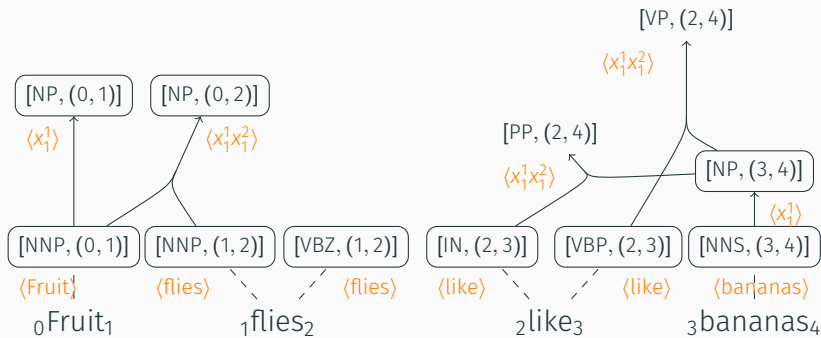 [VP, (2, 4)]
⟨x₁¹x₁²⟩
[NP, (0, 1)] [NP, (0, 2)]
⟨x₁¹⟩ ⟨x₁¹x₁²⟩ [PP, (2, 4)]
⟨x₁¹x₁²⟩ [NP, (3, 4)]
⟨x₁¹⟩
[NNP, (0, 1)] [NNP, (1, 2)] [VBZ, (1, 2)] [IN, (2, 3)] [VBP, (2, 3)] [NNS, (3, 4)]
⟨Fruit⟩ ⟨flies⟩ ⟨flies⟩ ⟨like⟩ ⟨like⟩ ⟨bananas⟩
₀Fruit₁ ₁flies₂ ₂like₃ ₃bananas₄